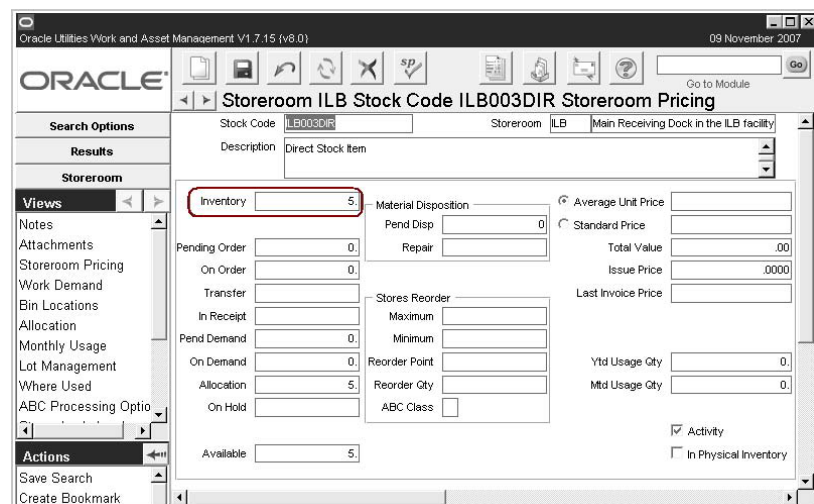 Oracle Utilities Work and Asset Management V1.7.15 (v8.0) 09 November 2007
ORACLE
sp
Go
Go to Module
Storeroom ILB Stock Code ILB003DIR Storeroom Pricing
Search Options
Results
Storeroom
Views
Notes
Attachments
Storeroom Pricing
Work Demand
Bin Locations
Allocation
Monthly Usage
Lot Management
Where Used
ABC Processing Optio
Actions
Save Search
Create Bookmark
Stock Code ILB003DIR Storeroom ILB Main Receiving Dock in the ILB facility
Description Direct Stock Item
Inventory 5.
Pending Order 0.
On Order 0.
Transfer
In Receipt
Pend Demand 0.
On Demand 0.
Allocation 5.
On Hold
Available 5.
Material Disposition
Pend Disp 0
Repair
Stores Reorder
Maximum
Minimum
Reorder Point
Reorder Qty
ABC Class
Average Unit Price
Standard Price
Total Value .00
Issue Price .0000
Last Invoice Price
Ytd Usage Qty 0.
Mtd Usage Qty 0.
Activity
In Physical Inventory